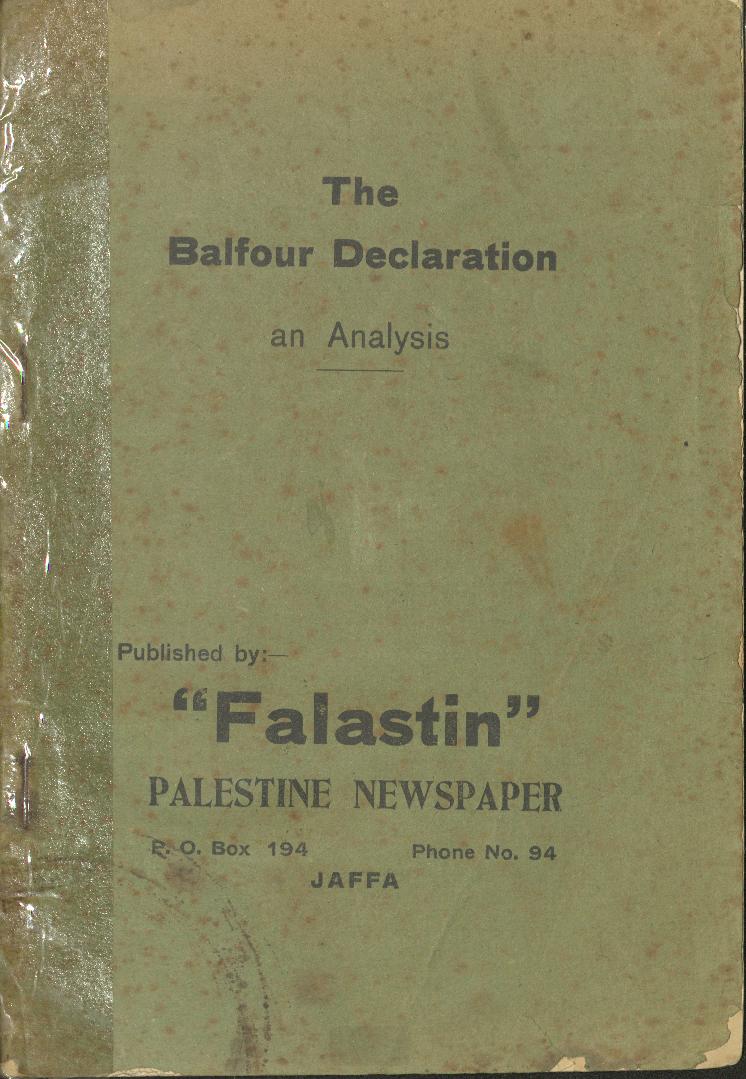 The
Balfour Declaration
an Analysis
Published by:—
“Falastin”
PALESTINE NEWSPAPER
P. O. Box 194 Phone No. 94
JAFFA